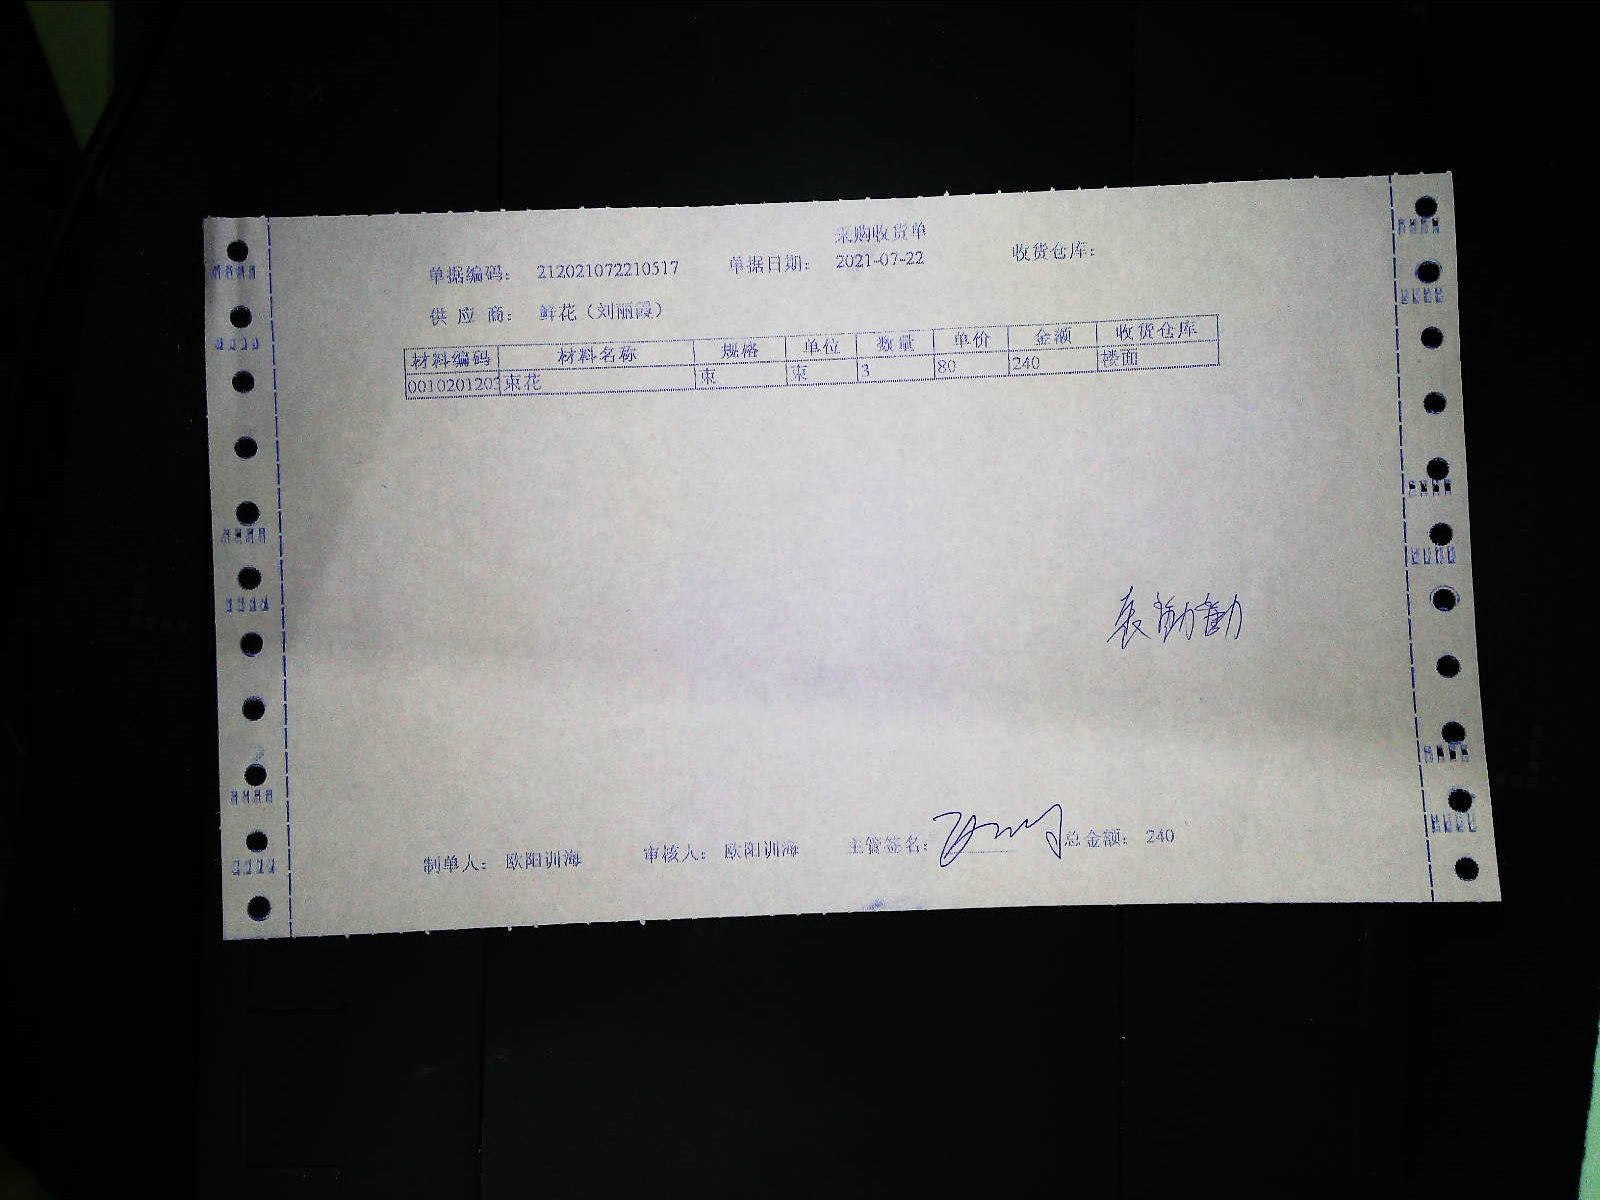 采购收货单
单据编码： 212021072210517 单据日期： 2021-07-22 收货仓库：
供 应 商： 鲜花（刘丽霞）
材料编码 材料名称 规格 单位 数量 单价 金额 收货仓库
0010201203 束花 束 束 3 80 240 楼面
制单人： 欧阳训海 审核人： 欧阳训海 主管签名： 总金额： 240